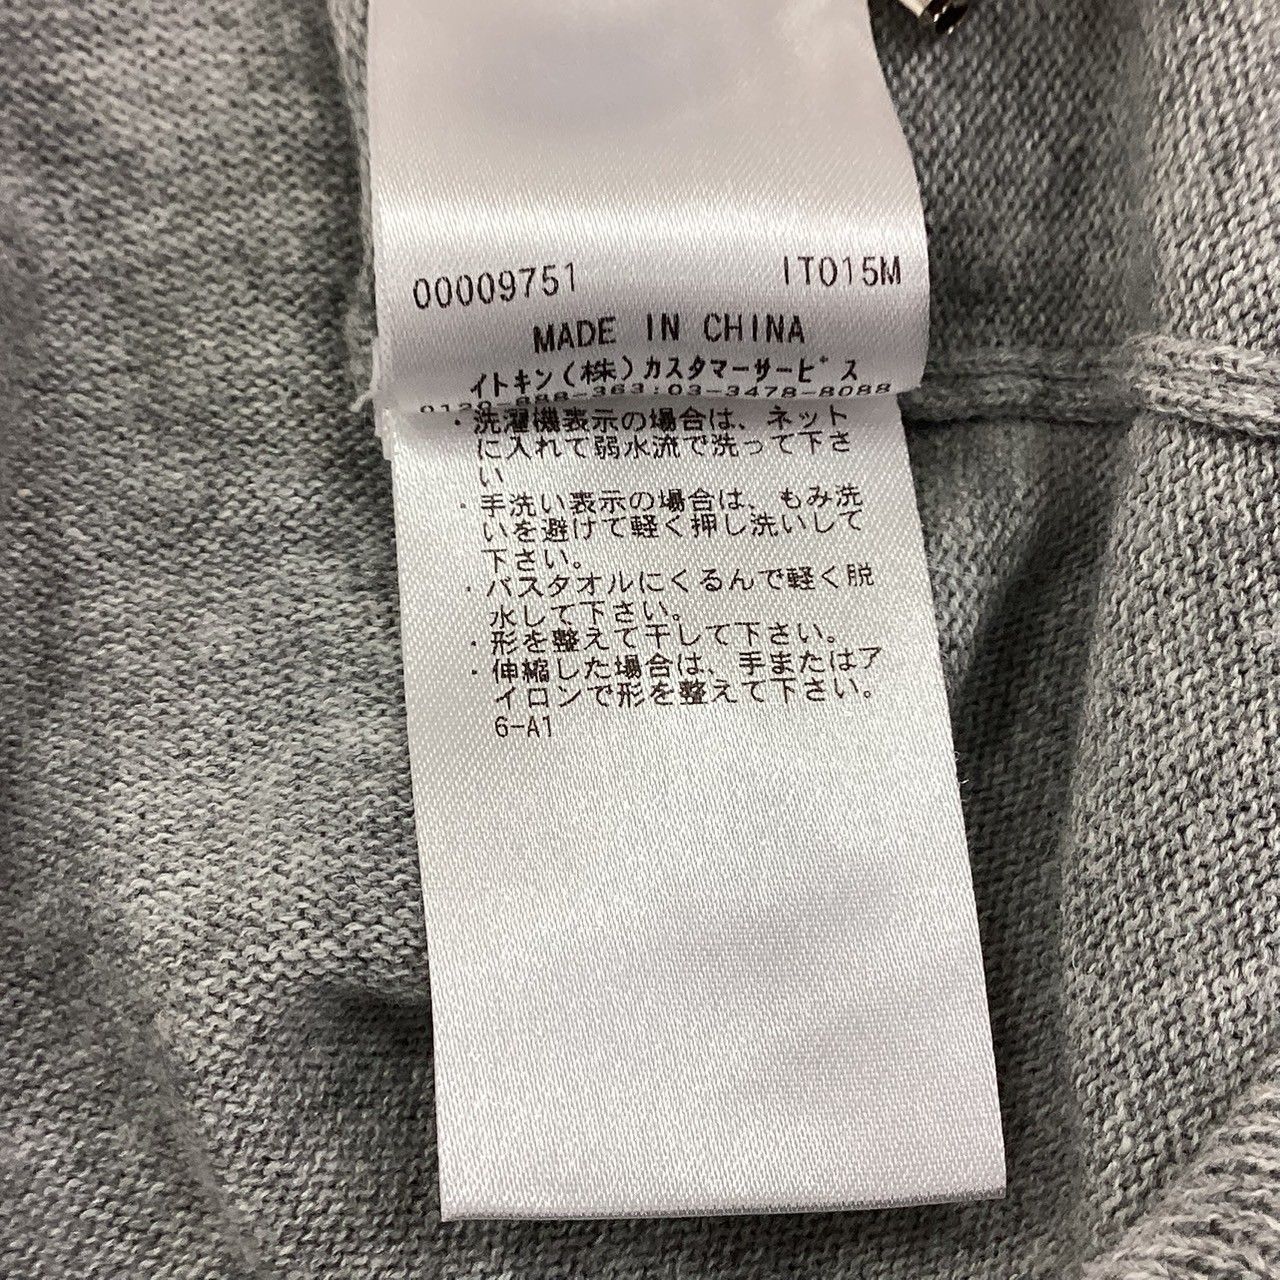 00009751 IT015M
MADE IN CHINA
イトキン(株)カスタマーサービス
0120-888-363:03-3478-8088
・洗濯機表示の場合は、ネット
に入れて弱水流で洗って下さ
い
・手洗い表示の場合は、もみ洗
いを避けて軽く押し洗いして
下さい。
・バスタオルにくるんで軽く脱
水して下さい。
・形を整えて干して下さい。
・伸縮した場合は、手またはア
イロンで形を整えて下さい。
6-A1